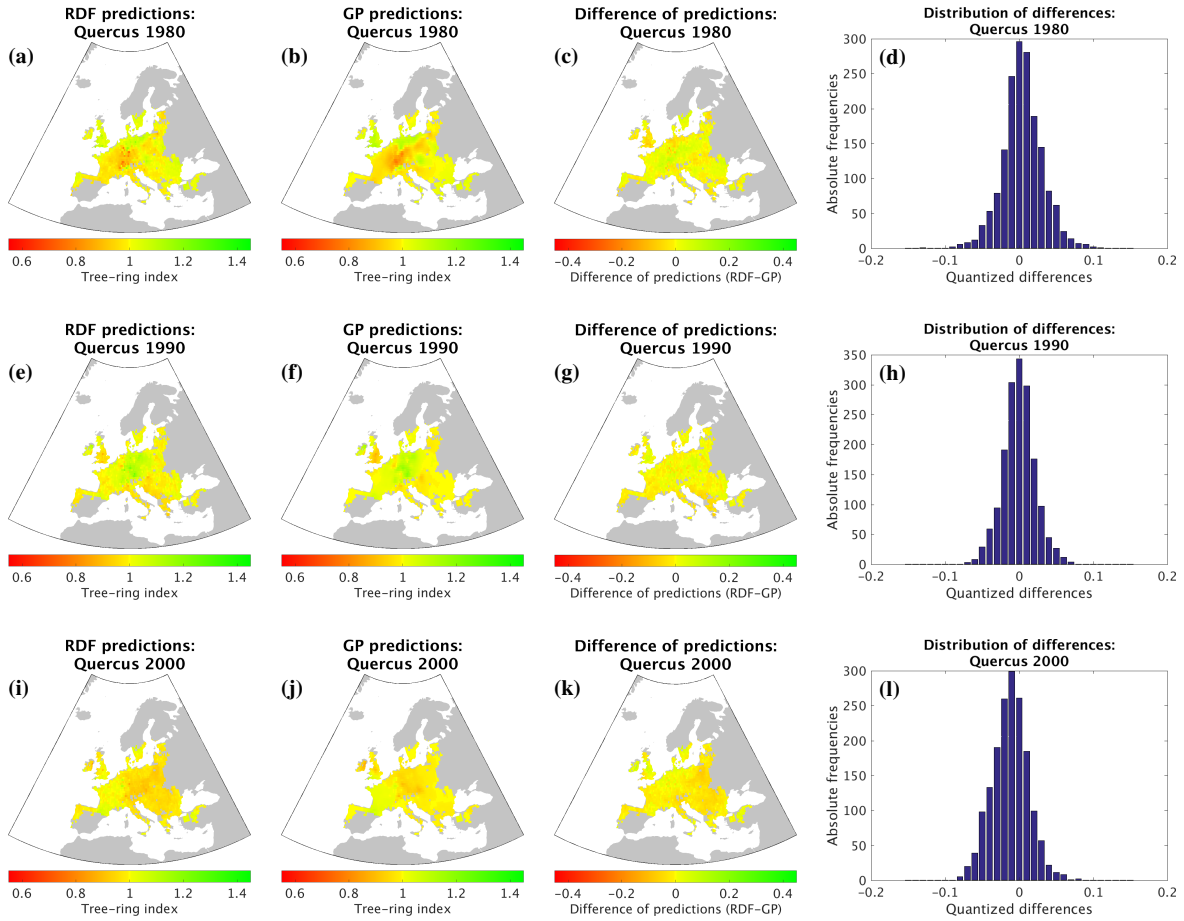 RDF predictions:
Quercus 1980
(a)
0.6 0.8 1 1.2 1.4
Tree-ring index
GP predictions:
Quercus 1980
(b)
0.6 0.8 1 1.2 1.4
Tree-ring index
Difference of predictions:
Quercus 1980
(c)
−0.4 −0.2 0 0.2 0.4
Difference of predictions (RDF-GP)
Distribution of differences:
Quercus 1980
(d)
Absolute frequencies
300
250
200
150
100
50
0
−0.2 −0.1 0 0.1 0.2
Quantized differences
RDF predictions:
Quercus 1990
(e)
0.6 0.8 1 1.2 1.4
Tree-ring index
GP predictions:
Quercus 1990
(f)
0.6 0.8 1 1.2 1.4
Tree-ring index
Difference of predictions:
Quercus 1990
(g)
−0.4 −0.2 0 0.2 0.4
Difference of predictions (RDF-GP)
Distribution of differences:
Quercus 1990
(h)
Absolute frequencies
350
300
250
200
150
100
50
0
−0.2 −0.1 0 0.1 0.2
Quantized differences
RDF predictions:
Quercus 2000
(i)
0.6 0.8 1 1.2 1.4
Tree-ring index
GP predictions:
Quercus 2000
(j)
0.6 0.8 1 1.2 1.4
Tree-ring index
Difference of predictions:
Quercus 2000
(k)
−0.4 −0.2 0 0.2 0.4
Difference of predictions (RDF-GP)
Distribution of differences:
Quercus 2000
(l)
Absolute frequencies
300
250
200
150
100
50
0
−0.2 −0.1 0 0.1 0.2
Quantized differences